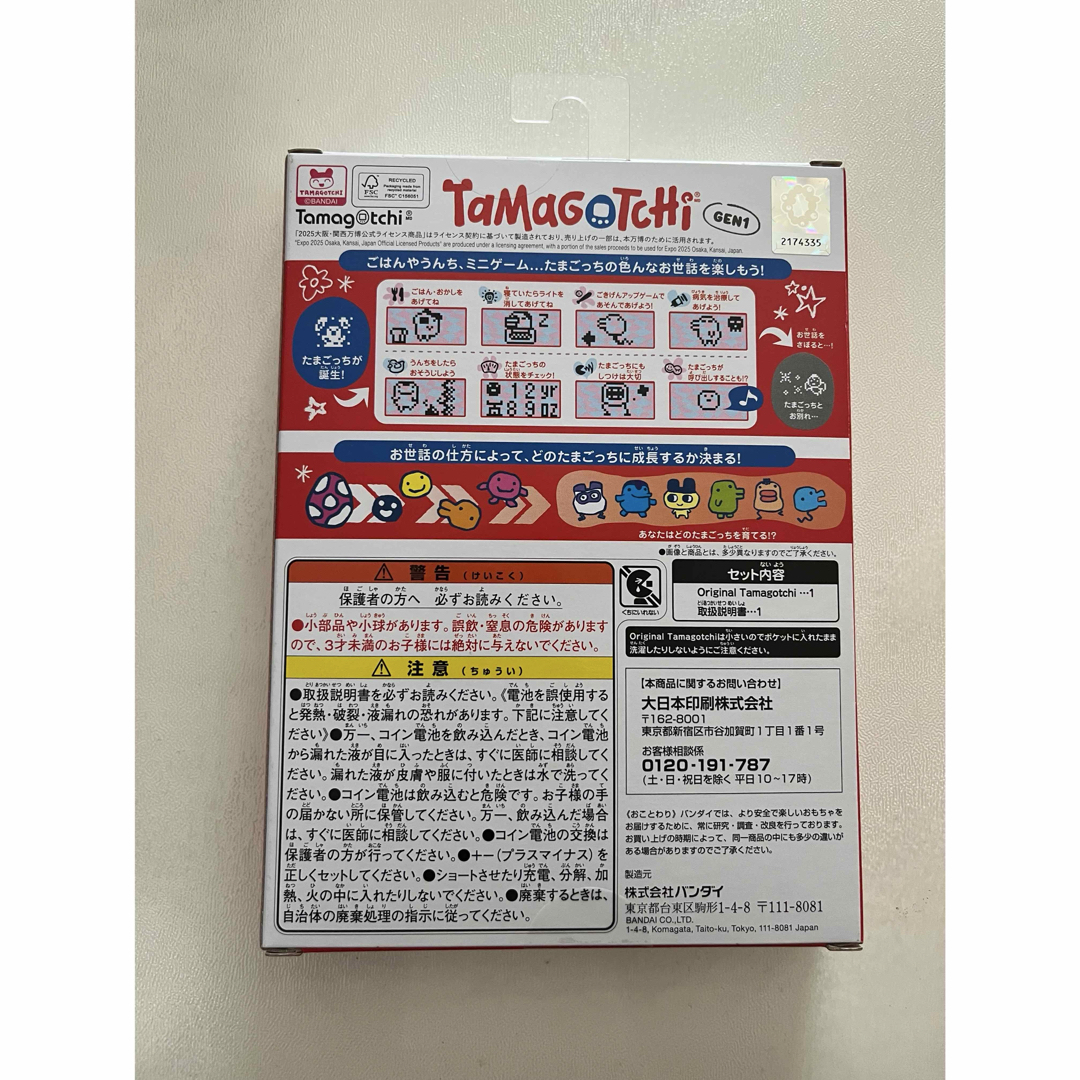 TAMAGOTCHI
©BANDAI
FSC
RECYCLED
Packaging made from
recycled material
FSC® C156051
Tamagotchi
TaMaGOTCHi
GEN1
2174335
「2025大阪・関西万博公式ライセンス商品」はライセンス契約に基づいて製造されており、売り上げの一部は、本万博のために活用されます。
"Expo 2025 Osaka, Kansai, Japan Official Licensed Products" are produced under a licensing agreement, with a portion of the sales proceeds to be used for Expo 2025 Osaka, Kansai, Japan.
ごはんやうんち、ミニゲーム…たまごっちの色んなお世話を楽しもう!
たまごっちが
誕生!
ごはん・おかしを
あげてね
寝ていたらライトを
消してあげてね
ごきげんアップゲームで
あそんであげよう!
病気を治療して
あげよう!
うんちをしたら
おそうじしよう
たまごっちの
状態をチェック!
12yr
89oz
たまごっちにも
しつけは大切
たまごっちが
呼び出しすることも!?
お世話を
さぼると…!
たまごっちと
お別れ…
お世話の仕方によって、どのたまごっちに成長するか決まる!
あなたはどのたまごっちを育てる!?
●画像と商品とは、多少異なりますのでご了承ください。
警告(けいこく)
保護者の方へ 必ずお読みください。
●小部品や小球があります。誤飲・窒息の危険があります
ので、3才未満のお子様には絶対に与えないでください。
注意(ちゅうい)
●取扱説明書を必ずお読みください。《電池を誤使用する
と発熱・破裂・液漏れの恐れがあります。下記に注意してく
ださい》●万一、コイン電池を飲み込んだとき、コイン電池
から漏れた液が目に入ったときは、すぐに医師に相談してく
ださい。漏れた液が皮膚や服に付いたときは水で洗ってく
ださい。●コイン電池は飲み込むと危険です。お子様の手
の届かない所に保管してください。万一、飲み込んだ場合
は、すぐに医師に相談してください。●コイン電池の交換は
保護者の方が行ってください。●+-(プラスマイナス)を
正しくセットしてください。●ショートさせたり充電、分解、加
熱、火の中に入れたりしないでください。●廃棄するときは、
自治体の廃棄処理の指示に従ってください。
くちにいれない
セット内容
Original Tamagotchi …1
取扱説明書…1
Original Tamagotchiは小さいのでポケットに入れたまま
洗濯したりしないようにご注意ください。
【本商品に関するお問い合わせ】
大日本印刷株式会社
〒162-8001
東京都新宿区市谷加賀町1丁目1番1号
お客様相談係
0120-191-787
(土・日・祝日を除く 平日10~17時)
《おことわり》バンダイでは、より安全で楽しいおもちゃを
お届けするために、常に研究・調査・改良を行っております。
お買い上げの時期によって、同一商品の中にも多少の違いが
ある場合がありますのでご了承ください。
製造元
株式会社バンダイ
東京都台東区駒形1-4-8 〒111-8081
BANDAI CO.,LTD.
1-4-8, Komagata, Taito-ku, Tokyo, 111-8081 Japan